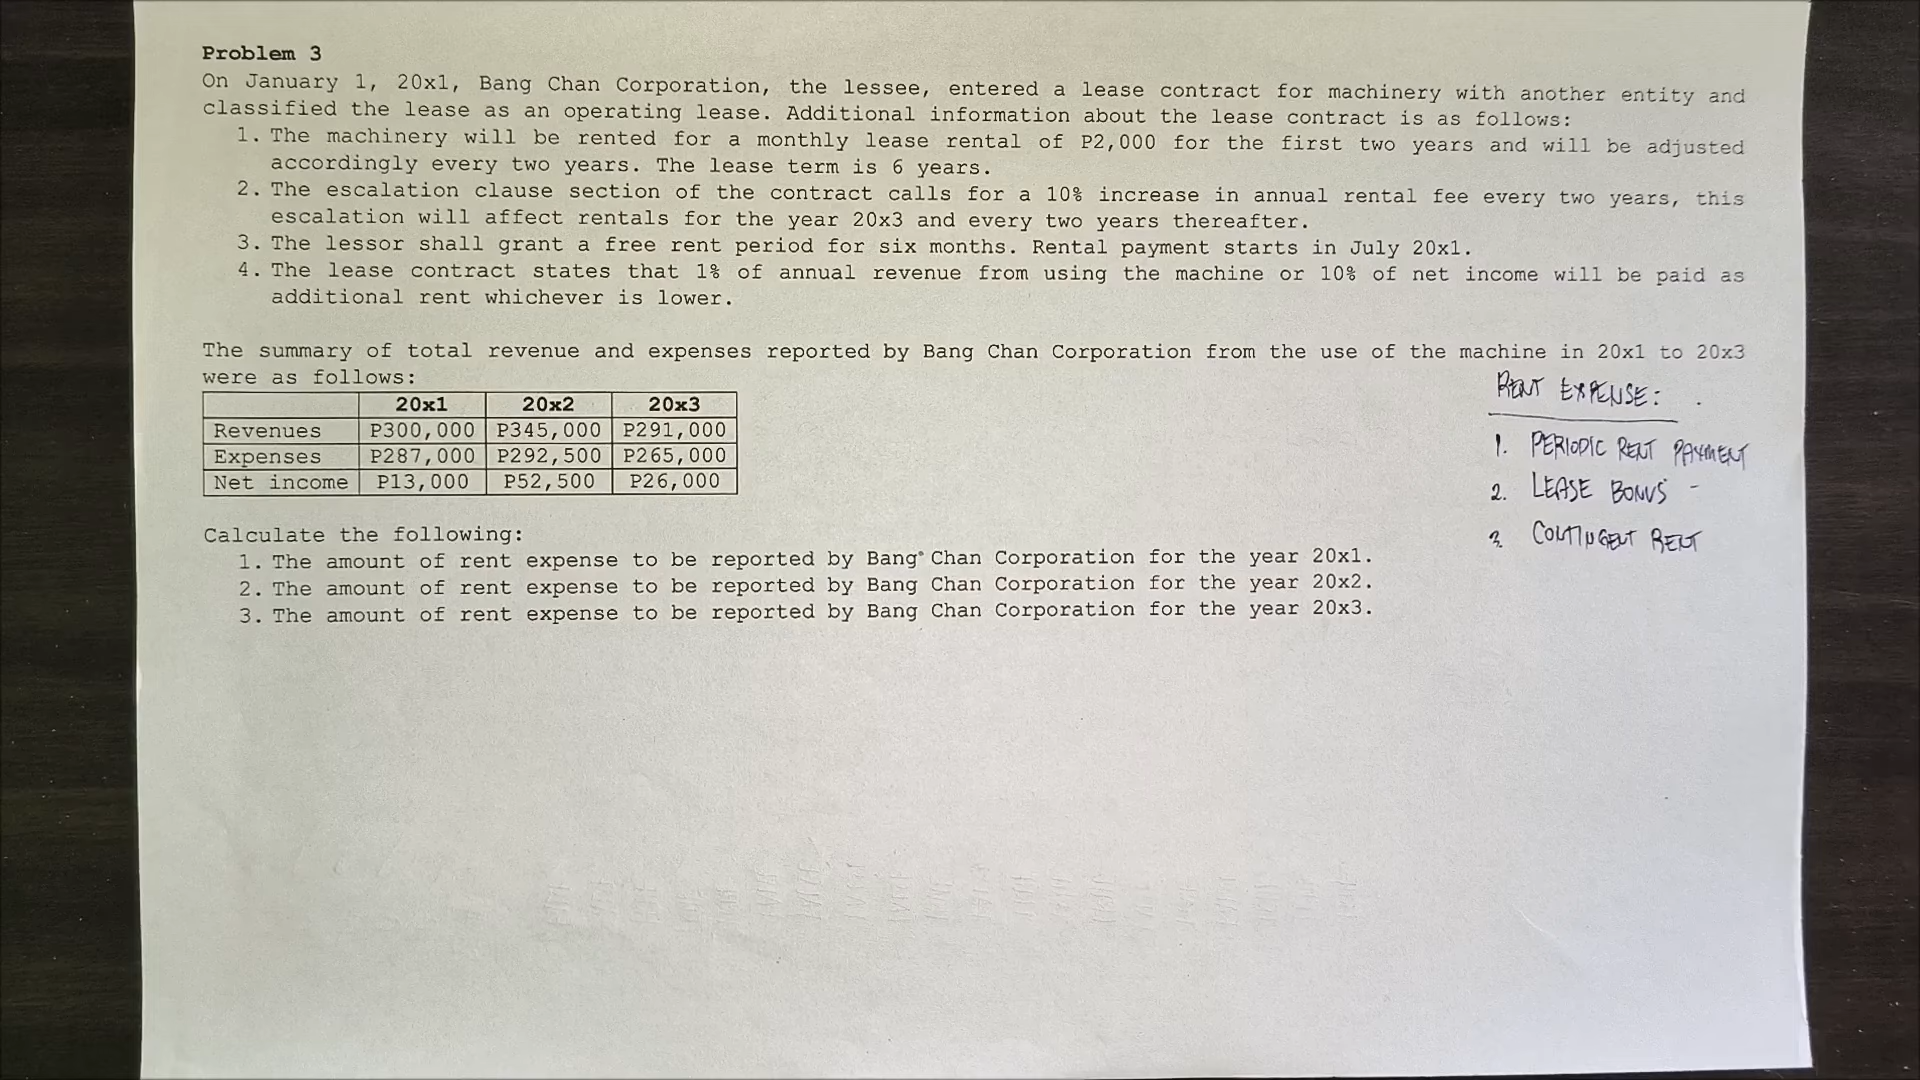 Problem 3
On January 1, 20x1, Bang Chan Corporation, the lessee, entered a lease contract for machinery with another entity and
classified the lease as an operating lease. Additional information about the lease contract is as follows:
1. The machinery will be rented for a monthly lease rental of P2,000 for the first two years and will be adjusted
accordingly every two years. The lease term is 6 years.
2. The escalation clause section of the contract calls for a 10% increase in annual rental fee every two years, this
escalation will affect rentals for the year 20x3 and every two years thereafter.
3. The lessor shall grant a free rent period for six months. Rental payment starts in July 20x1.
4. The lease contract states that 1% of annual revenue from using the machine or 10% of net income will be paid as
additional rent whichever is lower.
The summary of total revenue and expenses reported by Bang Chan Corporation from the use of the machine in 20x1 to 20x3
were as follows:
20x1 20x2 20x3
Revenues P300,000 P345,000 P291,000
Expenses P287,000 P292,500 P265,000
Net income P13,000 P52,500 P26,000
Calculate the following:
1. The amount of rent expense to be reported by Bang Chan Corporation for the year 20x1.
2. The amount of rent expense to be reported by Bang Chan Corporation for the year 20x2.
3. The amount of rent expense to be reported by Bang Chan Corporation for the year 20x3.
RENT EXPENSE:
1. PERIODIC RENT PAYMENT
2. LEASE BONUS -
3. CONTINGENT RENT